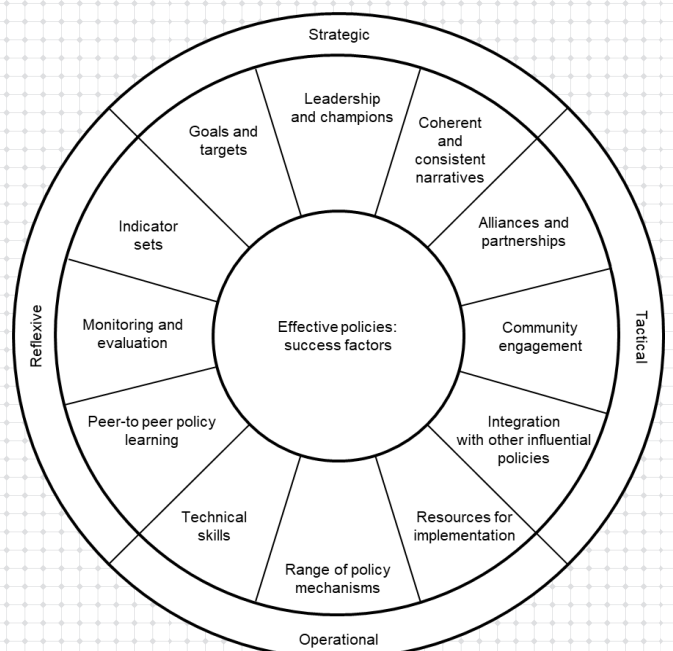 Strategic
Leadership
and champions
Goals and
targets
Coherent
and
consistent
narratives
Indicator
sets
Alliances and
partnerships
Reflexive
Monitoring and
evaluation
Effective policies:
success factors
Community
engagement
Tactical
Peer-to peer policy
learning
Integration
with other influential
policies
Technical
skills
Resources for
implementation
Range of policy
mechanisms
Operational